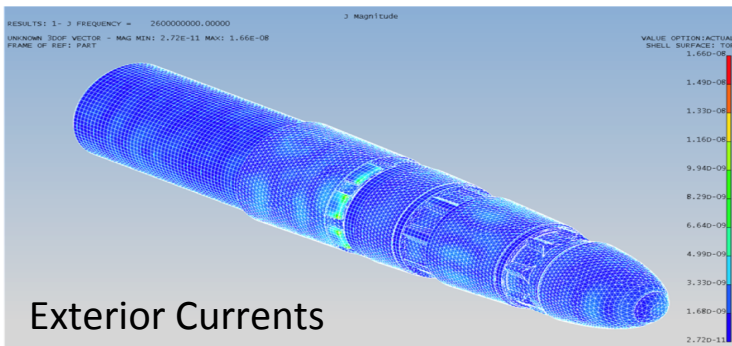 J Magnitude
RESULTS: 1- J FREQUENCY = 2600000000.00000
UNKNOWN 3DOF VECTOR - MAG MIN: 2.72E-11 MAX: 1.66E-08
FRAME OF REF: PART
VALUE OPTION:ACTUAL
SHELL SURFACE: TOP
1.66D-08
1.49D-08
1.33D-08
1.16D-08
9.94D-09
8.29D-09
6.64D-09
4.99D-09
3.33D-09
1.68D-09
2.72D-11
Exterior Currents